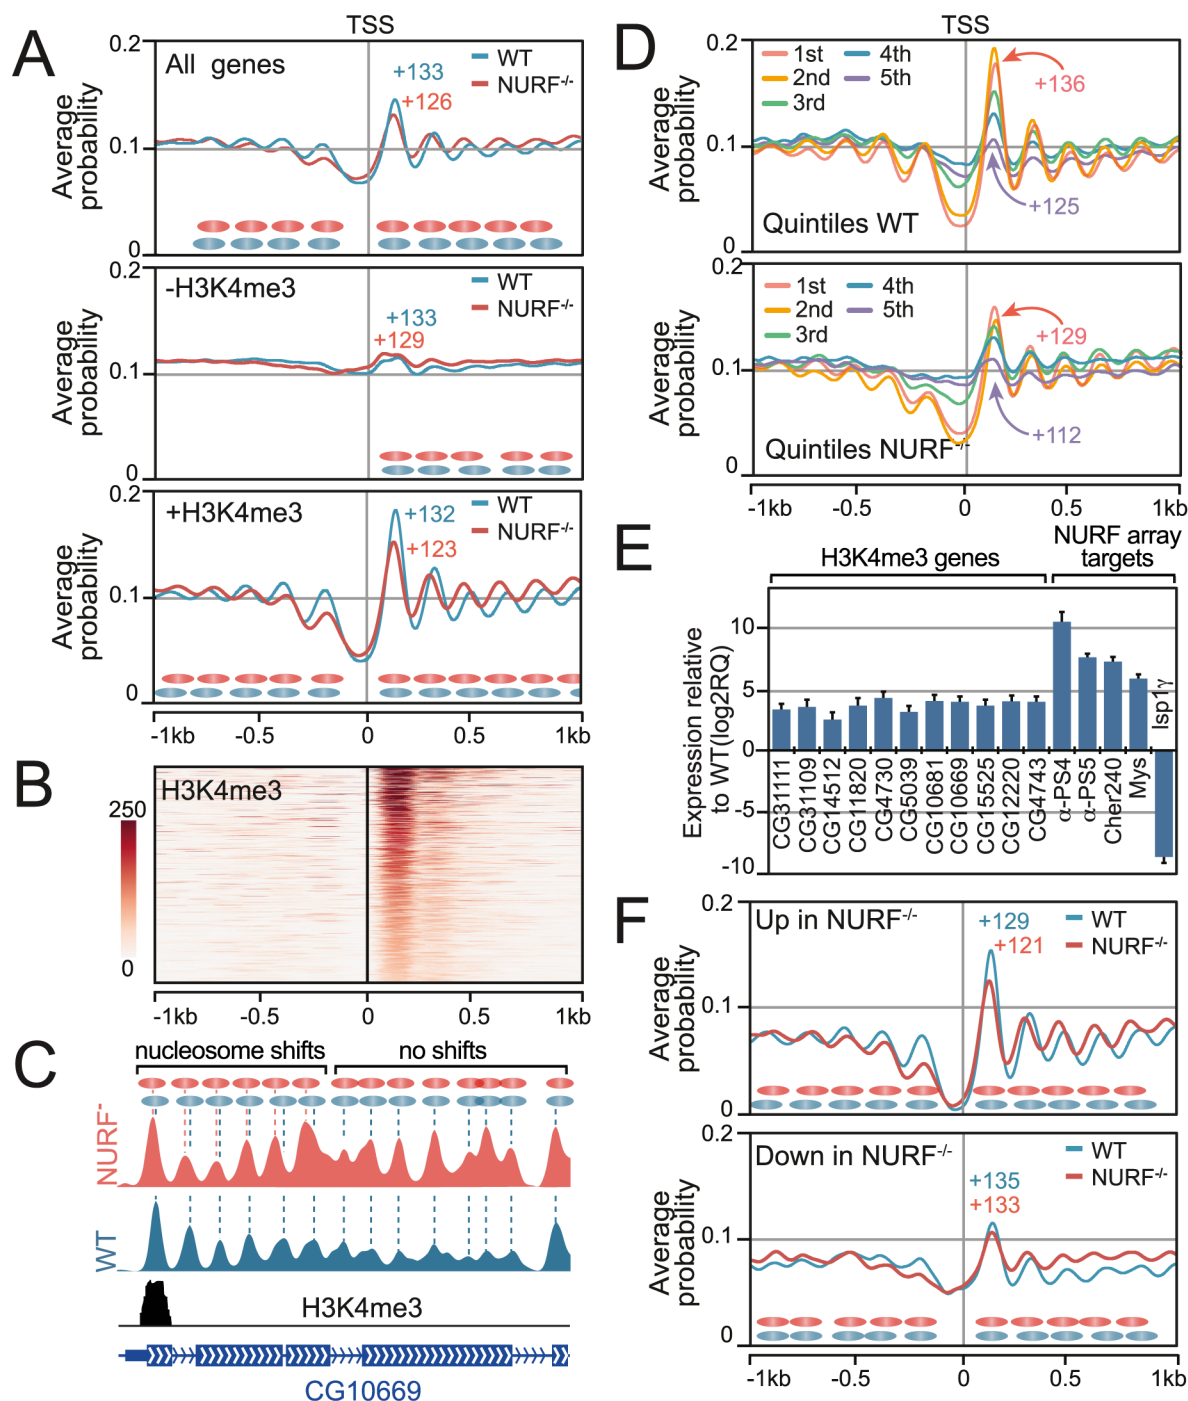 A
TSS
0.2
All genes
WT
NURF-/-
+133
+126
0.1
0
Average
probability
0.2
-H3K4me3
WT
NURF-/-
+133
+129
0.1
0
Average
probability
0.2
+H3K4me3
WT
NURF-/-
+132
+123
0.1
0
Average
probability
-1kb
-0.5
0
0.5
1kb
B
H3K4me3
250
0
-1kb
-0.5
0
0.5
1kb
C
nucleosome shifts
no shifts
NURF-
WT
H3K4me3
CG10669
D
TSS
0.2
1st
4th
2nd
5th
3rd
+136
0.1
+125
Quintiles WT
0
Average
probability
0.2
1st
4th
2nd
5th
3rd
+129
0.1
+112
Quintiles NURF-/-
0
Average
probability
-1kb
-0.5
0
0.5
1kb
E
H3K4me3 genes
NURF array
targets
Expression relative
to WT(log2RQ)
10
5
0
-5
-10
CG31111
CG31109
CG14512
CG11820
CG4730
CG5039
CG10681
CG10669
CG15525
CG12220
CG4743
α-PS4
α-PS5
Cher240
Mys
Isp1γ
F
0.2
Up in NURF-/-
+129
+121
WT
NURF-/-
0.1
0
Average
probability
0.2
Down in NURF-/-
+135
+133
WT
NURF-/-
0.1
0
Average
probability
-1kb
-0.5
0
0.5
1kb